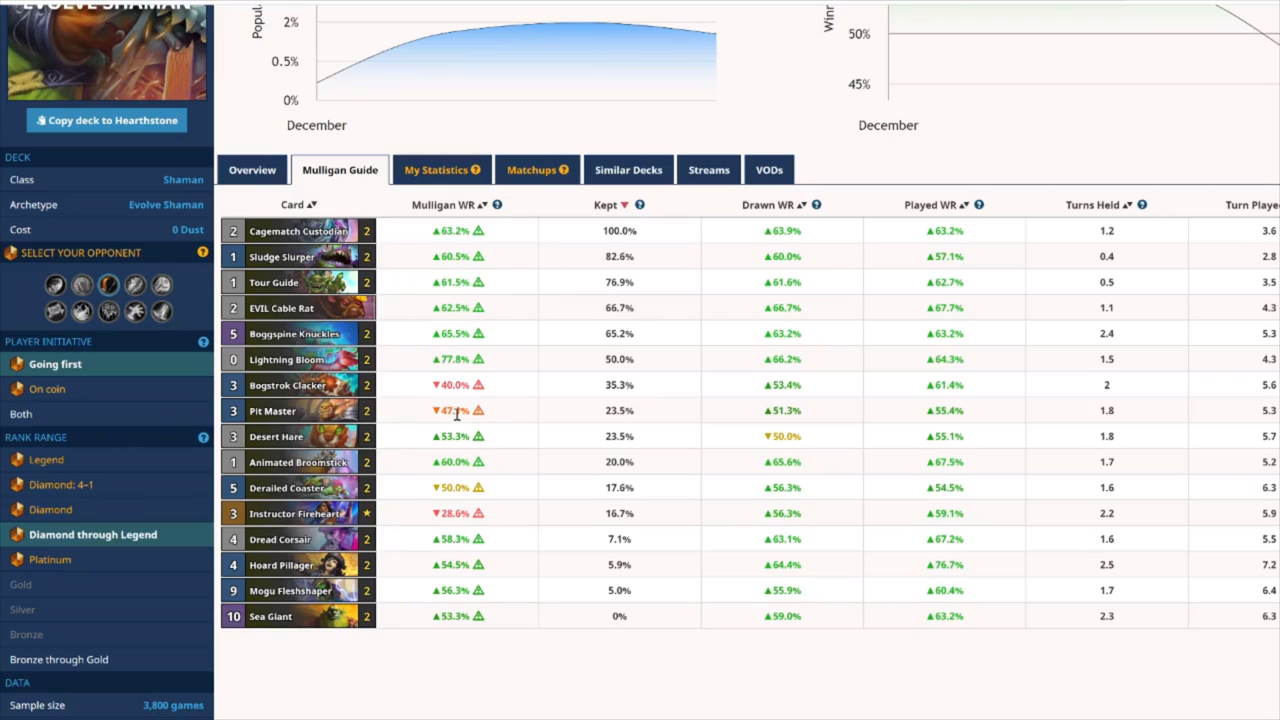 EVOLVE SHAMAN
Copy deck to Hearthstone
DECK
Class Shaman
Archetype Evolve Shaman
Cost 0 Dust
SELECT YOUR OPPONENT ?
PLAYER INITIATIVE ?
Going first
On coin
Both
RANK RANGE ?
Legend
Diamond: 4–1
Diamond
Diamond through Legend
Platinum
Gold
Silver
Bronze
Bronze through Gold
DATA
Sample size 3,800 games
2%
0.5%
0%
December
50%
45%
December
Overview Mulligan Guide My Statistics ? Matchups ? Similar Decks Streams VODs
Card ▲▼ Mulligan WR ▲▼ ? Kept ▼ ? Drawn WR ▲▼ ? Played WR ▲▼ ? Turns Held ▲▼ ? Turn Playe
2 Cagematch Custodian 2 ▲63.2% 100.0% ▲63.9% ▲63.2% 1.2 3.6
1 Sludge Slurper 2 ▲60.5% 82.6% ▲60.0% ▲57.1% 0.4 2.8
1 Tour Guide 2 ▲61.5% 76.9% ▲61.6% ▲62.7% 0.5 3.5
2 EVIL Cable Rat 2 ▲62.5% 66.7% ▲66.7% ▲67.7% 1.1 4.3
5 Boggspine Knuckles 2 ▲65.5% 65.2% ▲63.2% ▲63.2% 2.4 5.3
0 Lightning Bloom 2 ▲77.8% 50.0% ▲66.2% ▲64.3% 1.5 4.3
3 Bogstrok Clacker 2 ▼40.0% 35.3% ▲53.4% ▲61.4% 2 5.6
3 Pit Master 2 ▼47.1% 23.5% ▲51.3% ▲55.4% 1.8 5.3
3 Desert Hare 2 ▲53.3% 23.5% ▼50.0% ▲55.1% 1.8 5.7
1 Animated Broomstick 2 ▲60.0% 20.0% ▲65.6% ▲67.5% 1.7 5.2
5 Derailed Coaster 2 ▼50.0% 17.6% ▲56.3% ▲54.5% 1.6 6.3
3 Instructor Fireheart ★ ▼28.6% 16.7% ▲56.3% ▲59.1% 2.2 5.9
4 Dread Corsair 2 ▲58.3% 7.1% ▲63.1% ▲67.2% 1.6 5.5
4 Hoard Pillager 2 ▲54.5% 5.9% ▲64.4% ▲76.7% 2.5 7.2
9 Mogu Fleshshaper 2 ▲56.3% 5.0% ▲55.9% ▲60.4% 1.7 6.4
10 Sea Giant 2 ▲53.3% 0% ▲59.0% ▲63.2% 2.3 6.3